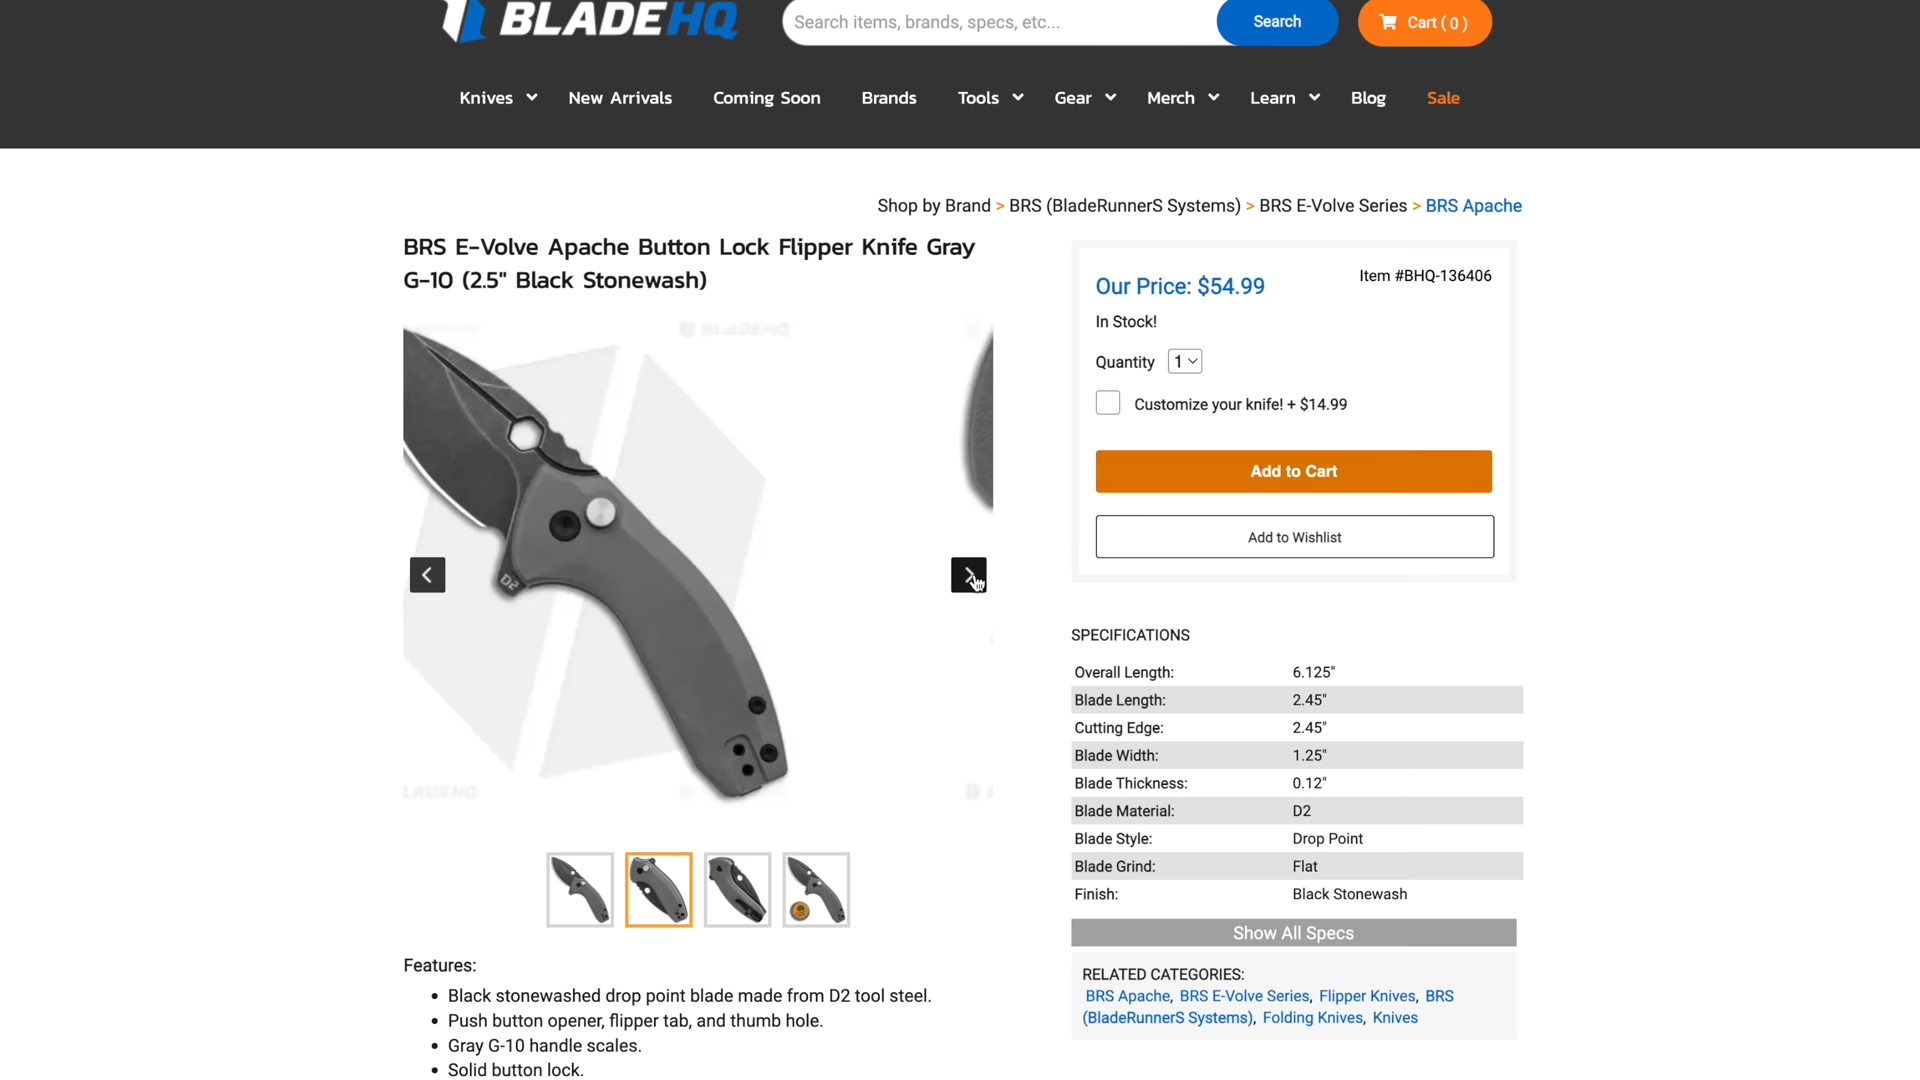 BLADEHQ
Search items, brands, specs, etc...
Search
Cart ( 0 )
Knives
New Arrivals
Coming Soon
Brands
Tools
Gear
Merch
Learn
Blog
Sale
Shop by Brand > BRS (BladeRunnerS Systems) > BRS E-Volve Series > BRS Apache
BRS E-Volve Apache Button Lock Flipper Knife Gray
G-10 (2.5" Black Stonewash)
BLADEHQ
D2
LADEHQ
Our Price: $54.99
Item #BHQ-136406
In Stock!
Quantity 1
Customize your knife! + $14.99
Add to Cart
Add to Wishlist
SPECIFICATIONS
Overall Length: 6.125"
Blade Length: 2.45"
Cutting Edge: 2.45"
Blade Width: 1.25"
Blade Thickness: 0.12"
Blade Material: D2
Blade Style: Drop Point
Blade Grind: Flat
Finish: Black Stonewash
Show All Specs
RELATED CATEGORIES:
BRS Apache, BRS E-Volve Series, Flipper Knives, BRS
(BladeRunnerS Systems), Folding Knives, Knives
Features:
• Black stonewashed drop point blade made from D2 tool steel.
• Push button opener, flipper tab, and thumb hole.
• Gray G-10 handle scales.
• Solid button lock.